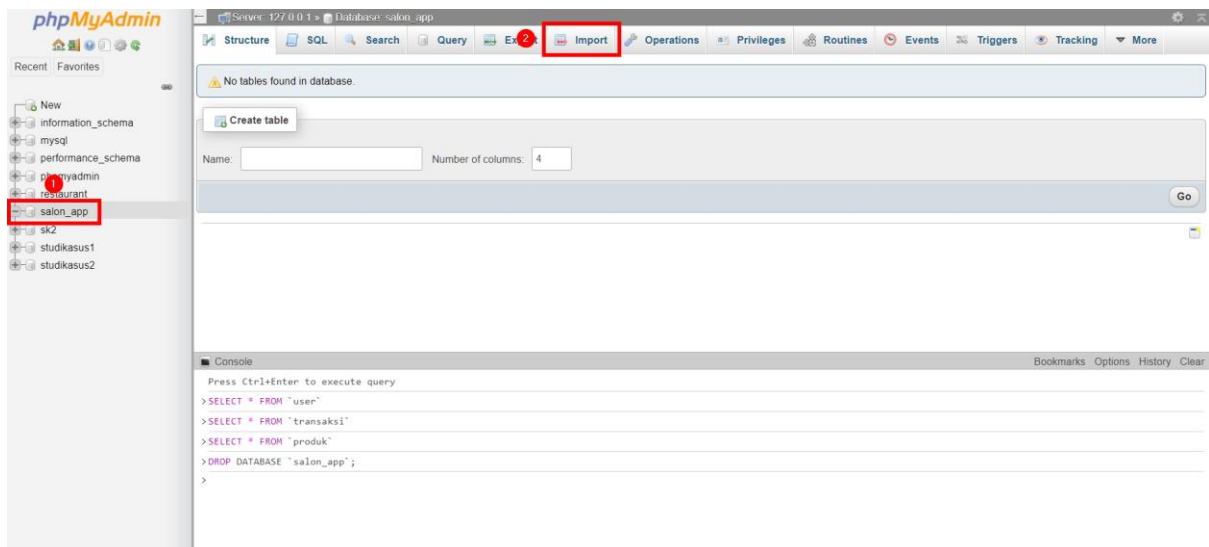 phpMyAdmin
Recent Favorites
New
information_schema
mysql
performance_schema
phpmyadmin
1
restaurant
salon_app
sk2
studikasus1
studikasus2
Server: 127.0.0.1 » Database: salon_app
Structure SQL Search Query Export 2 Import Operations Privileges Routines Events Triggers Tracking More
No tables found in database.
Create table
Name: Number of columns: 4
Go
Console Bookmarks Options History Clear
Press Ctrl+Enter to execute query
>SELECT * FROM `user`
>SELECT * FROM `transaksi`
>SELECT * FROM `produk`
>DROP DATABASE `salon_app`;
>